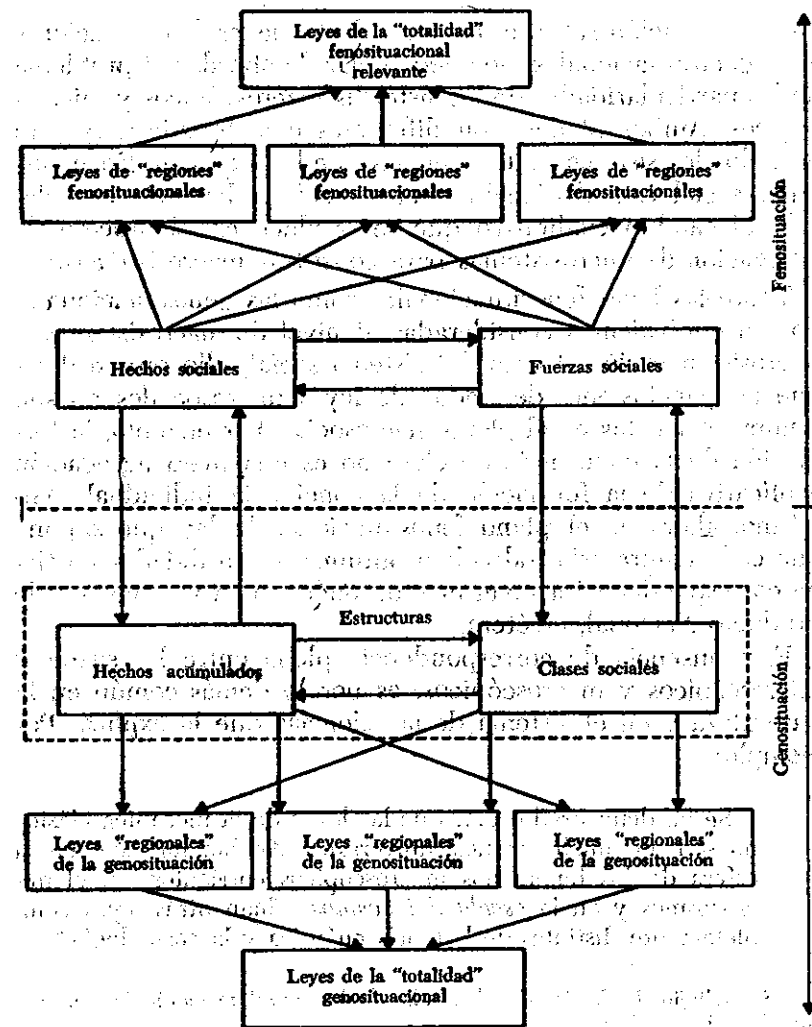 Leyes de la “totalidad”
fenosituacional
relevante
Leyes de “regiones”
fenosituacionales
Leyes de “regiones”
fenosituacionales
Leyes de “regiones”
fenosituacionales
Fenosituación
Hechos sociales
Fuerzas sociales
Estructuras
Hechos acumulados
Clases sociales
Genosituación
Leyes “regionales”
de la genosituación
Leyes “regionales”
de la genosituación
Leyes “regionales”
de la genosituación
Leyes de la “totalidad”
genosituacional